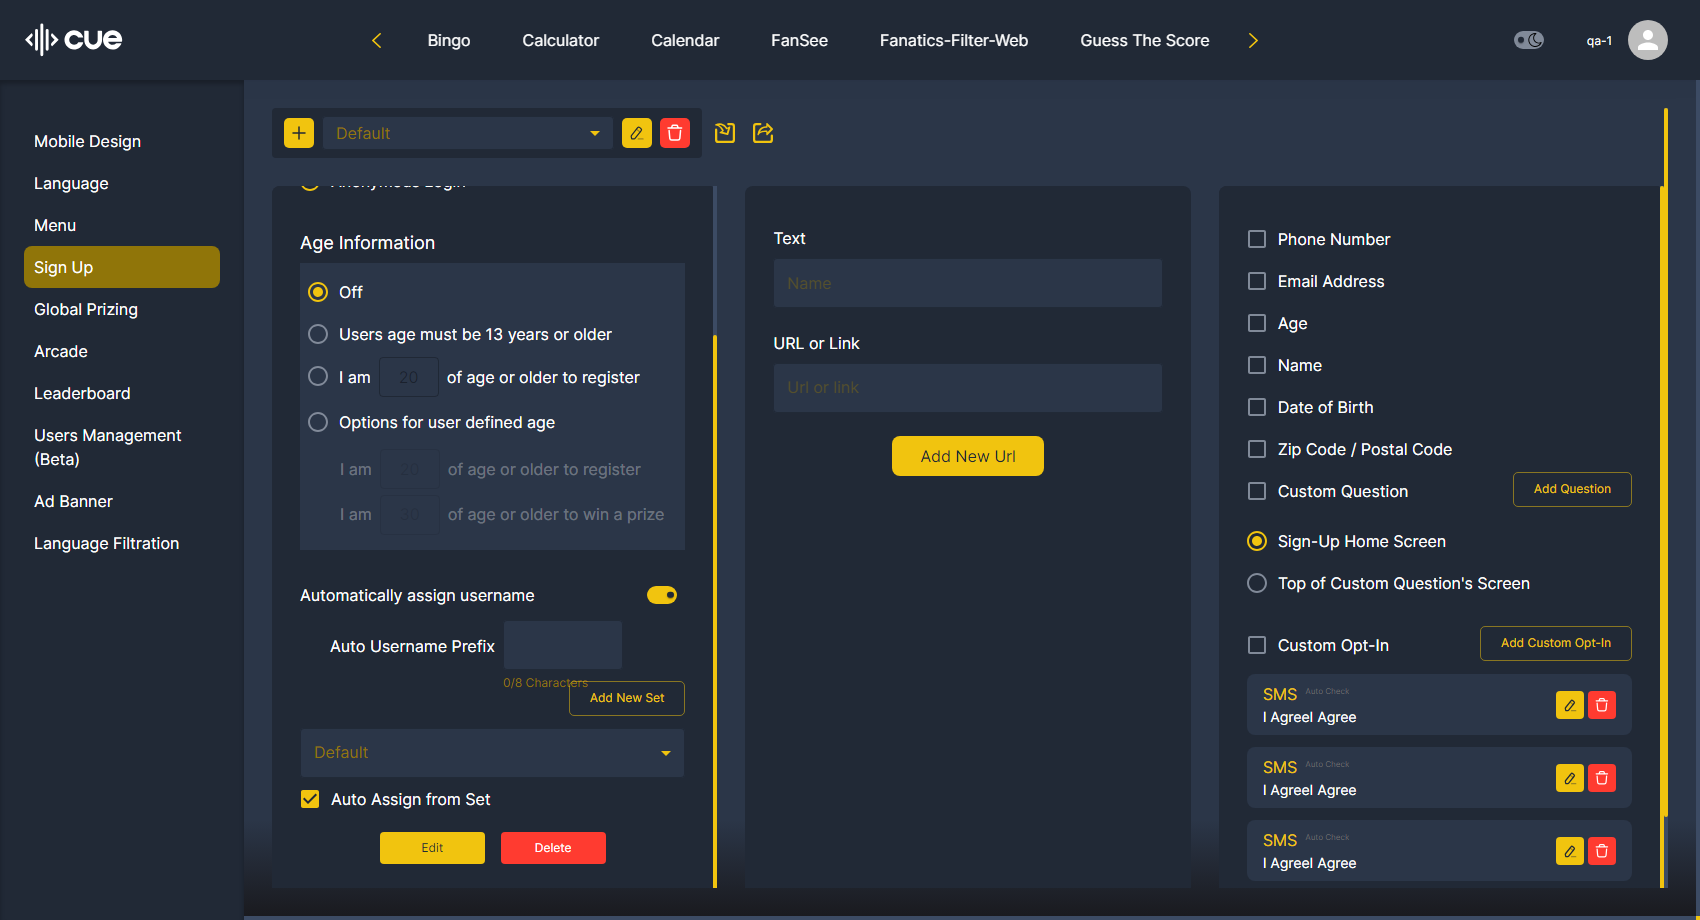 cue
Bingo
Calculator
Calendar
FanSee
Fanatics-Filter-Web
Guess The Score
qa-1
Mobile Design
Language
Menu
Sign Up
Global Prizing
Arcade
Leaderboard
Users Management
(Beta)
Ad Banner
Language Filtration
Default
Anonymous Login
Age Information
Off
Users age must be 13 years or older
I am 20 of age or older to register
Options for user defined age
I am 20 of age or older to register
I am 30 of age or older to win a prize
Automatically assign username
Auto Username Prefix
0/8 Characters
Add New Set
Default
Auto Assign from Set
Edit
Delete
Text
Name
URL or Link
Url or link
Add New Url
Phone Number
Email Address
Age
Name
Date of Birth
Zip Code / Postal Code
Custom Question
Add Question
Sign-Up Home Screen
Top of Custom Question's Screen
Custom Opt-In
Add Custom Opt-In
SMS Auto Check
I AgreeI Agree
SMS Auto Check
I AgreeI Agree
SMS Auto Check
I AgreeI Agree